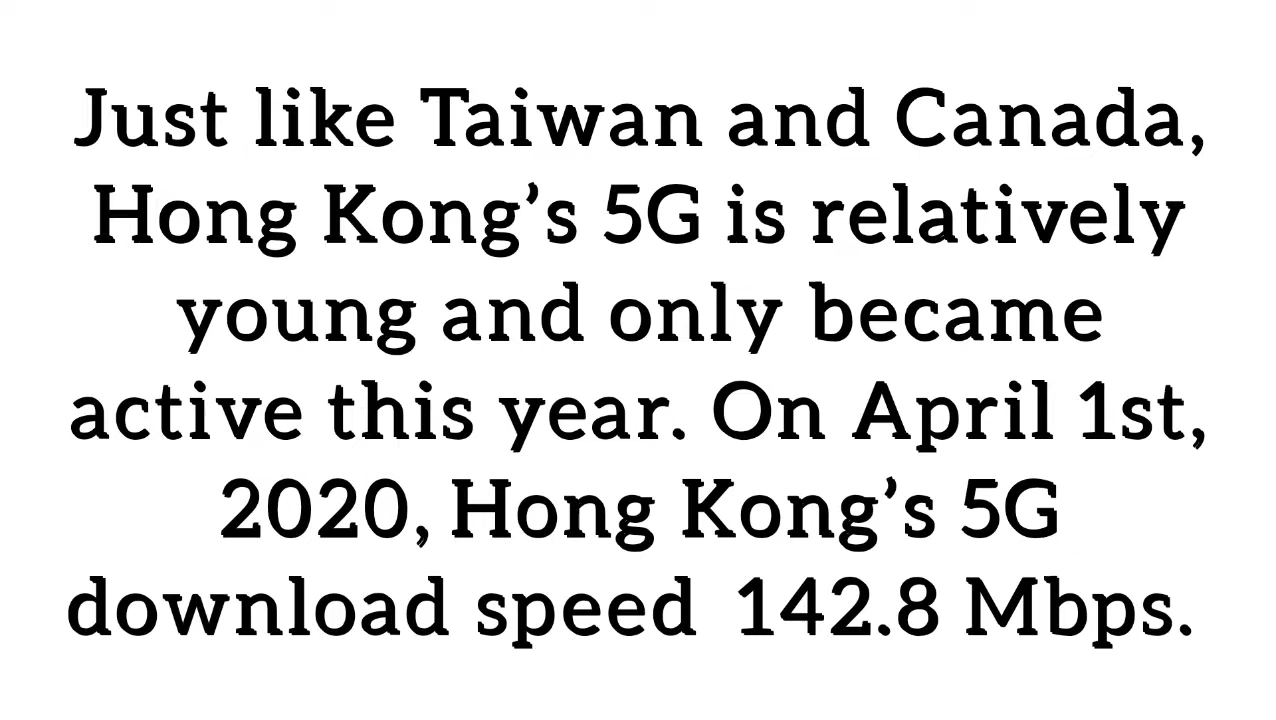 Just like Taiwan and Canada,
Hong Kong’s 5G is relatively
young and only became
active this year. On April 1st,
2020, Hong Kong’s 5G
download speed 142.8 Mbps.